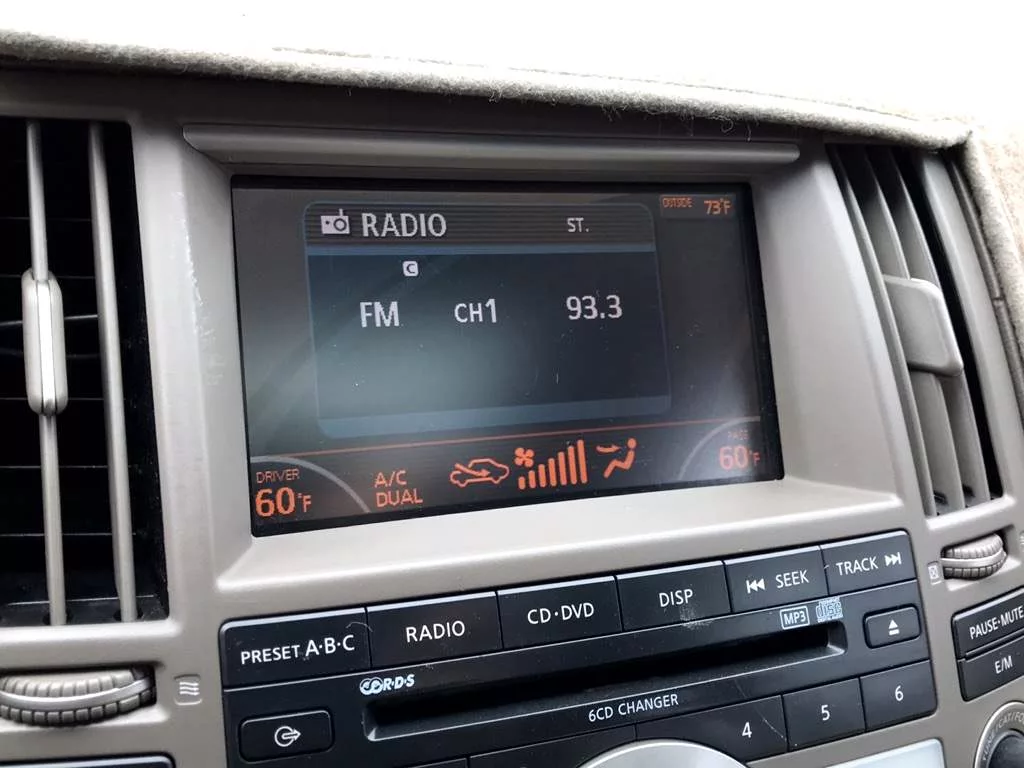 RADIO ST.
OUTSIDE 73°F
C
FM CH1 93.3
DRIVER
60°F
A/C
DUAL
PASS
60°F
PRESET A·B·C
RADIO
CD·DVD
DISP
SEEK
TRACK
MP3
disc
RDS
6CD CHANGER
4
5
6
PAUSE·MUTE
E/M